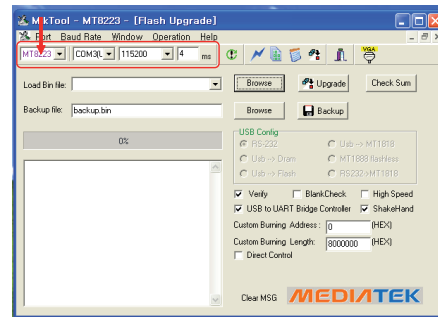 MtkTool - MT8223 - [Flash Upgrade]
Port Baud Rate Window Operation Help
MT8223 COM3(L 115200 4 ms
VGA
Load Bin file: Browse Upgrade Check Sum
Backup file: backup.bin Browse Backup
0%
USB Config
RS-232 Usb --> MT1818
Usb --> Dram MT1888 flashless
Usb --> Flash RS232->MT1818
Verify BlankCheck High Speed
USB to UART Bridge Controller ShakeHand
Custom Burning Address : 0 (HEX)
Custom Burning Length: 8000000 (HEX)
Direct Control
Clear MSG MEDIATEK